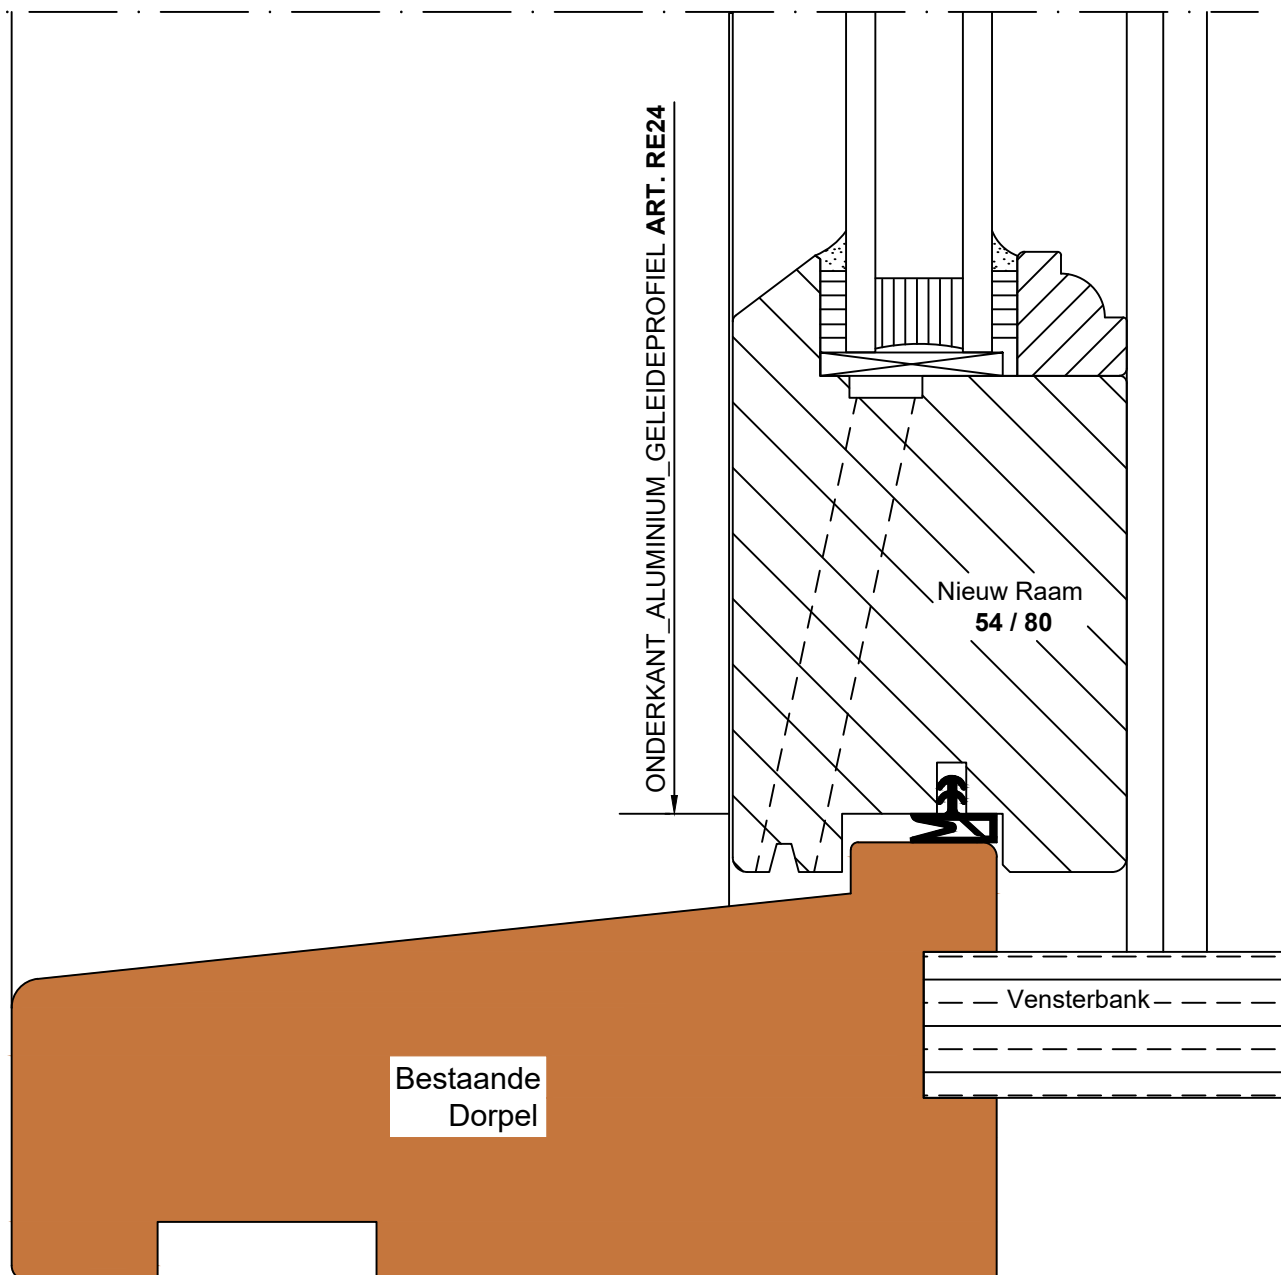 ONDERKANT_ALUMINIUM_GELEIDEPROFIEL ART. RE24
Nieuw Raam
54 / 80
Vensterbank
Bestaande
Dorpel